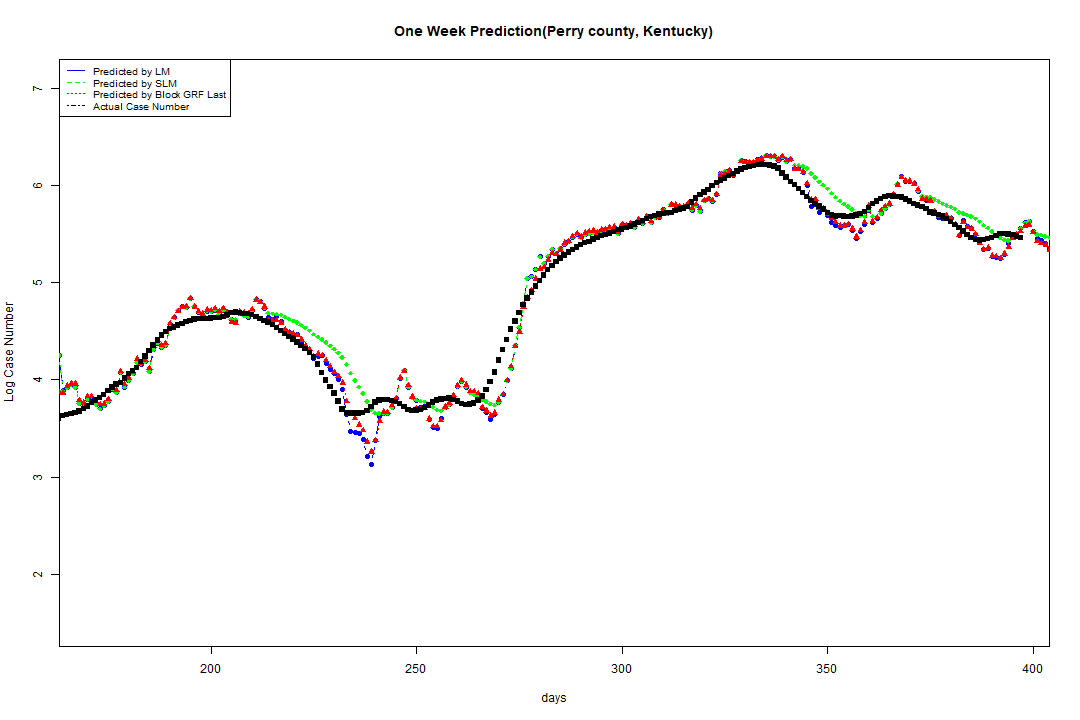 One Week Prediction(Perry county, Kentucky)
Predicted by LM
Predicted by SLM
Predicted by Block GRF Last
Actual Case Number
7
6
5
4
3
2
Log Case Number
200
250
300
350
400
days